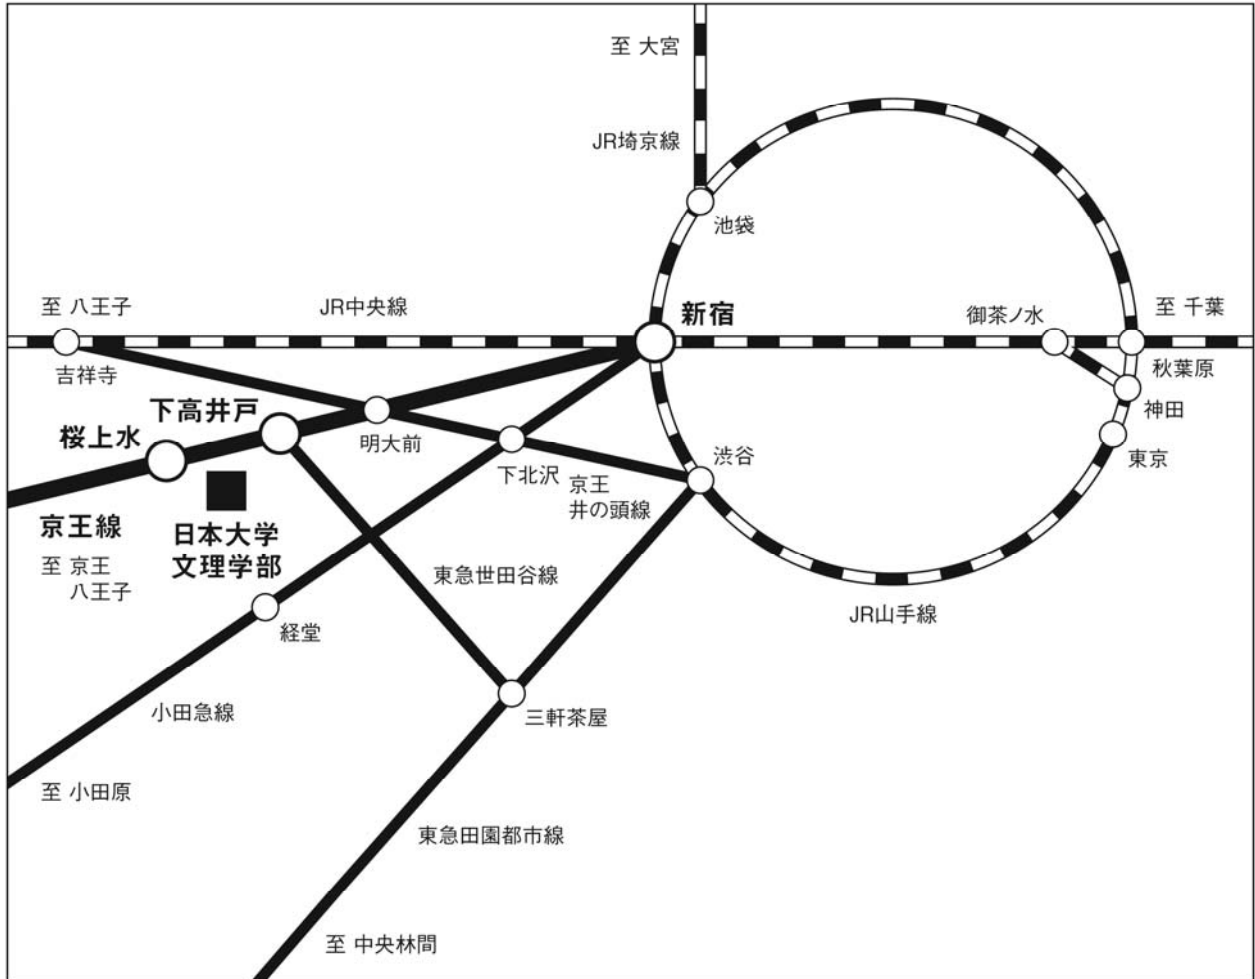 至 大宮
JR埼京線
池袋
至 八王子
JR中央線
新宿
御茶ノ水
至 千葉
吉祥寺
秋葉原
下高井戸
神田
桜上水
明大前
渋谷
東京
下北沢
京王
井の頭線
京王線
日本大学
文理学部
至 京王
八王子
東急世田谷線
JR山手線
経堂
小田急線
三軒茶屋
至 小田原
東急田園都市線
至 中央林間